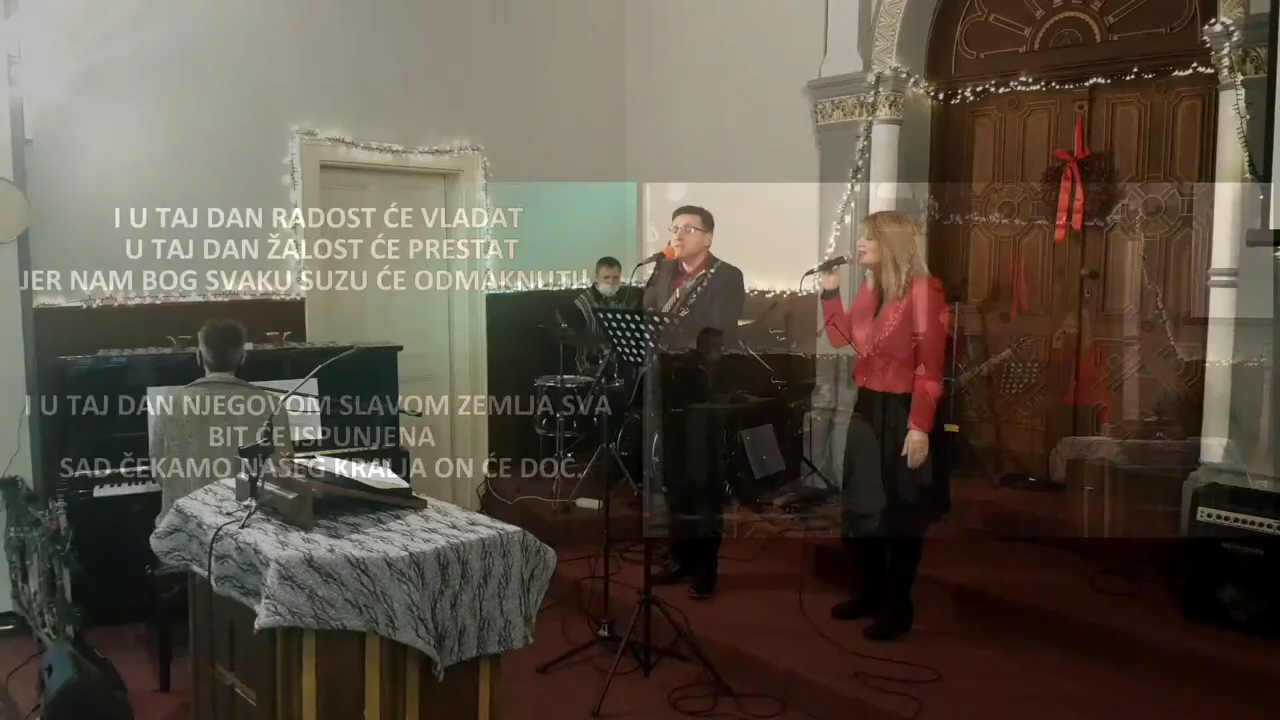 I U TAJ DAN RADOST ĆE VLADAT
U TAJ DAN ŽALOST ĆE PRESTAT
JER NAM BOG SVAKU SUZU ĆE ODMAKNUTI
I U TAJ DAN NJEGOVOM SLAVOM ZEMLJA SVA
BIT ĆE ISPUNJENA
SAD ČEKAMO NAŠEG KRALJA ON ĆE DOĆ.